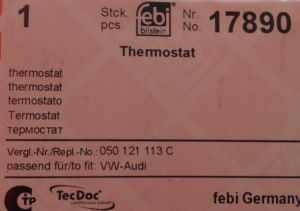 1 Stck. pcs. febi bilstein Nr. No. 17890
Thermostat
thermostat
thermostat
termostato
Termostat
термостат
Vergl.-Nr./Repl.-No.: 050 121 113 C
passend für/to fit: VW-Audi
CTP TecDoc febi Germany